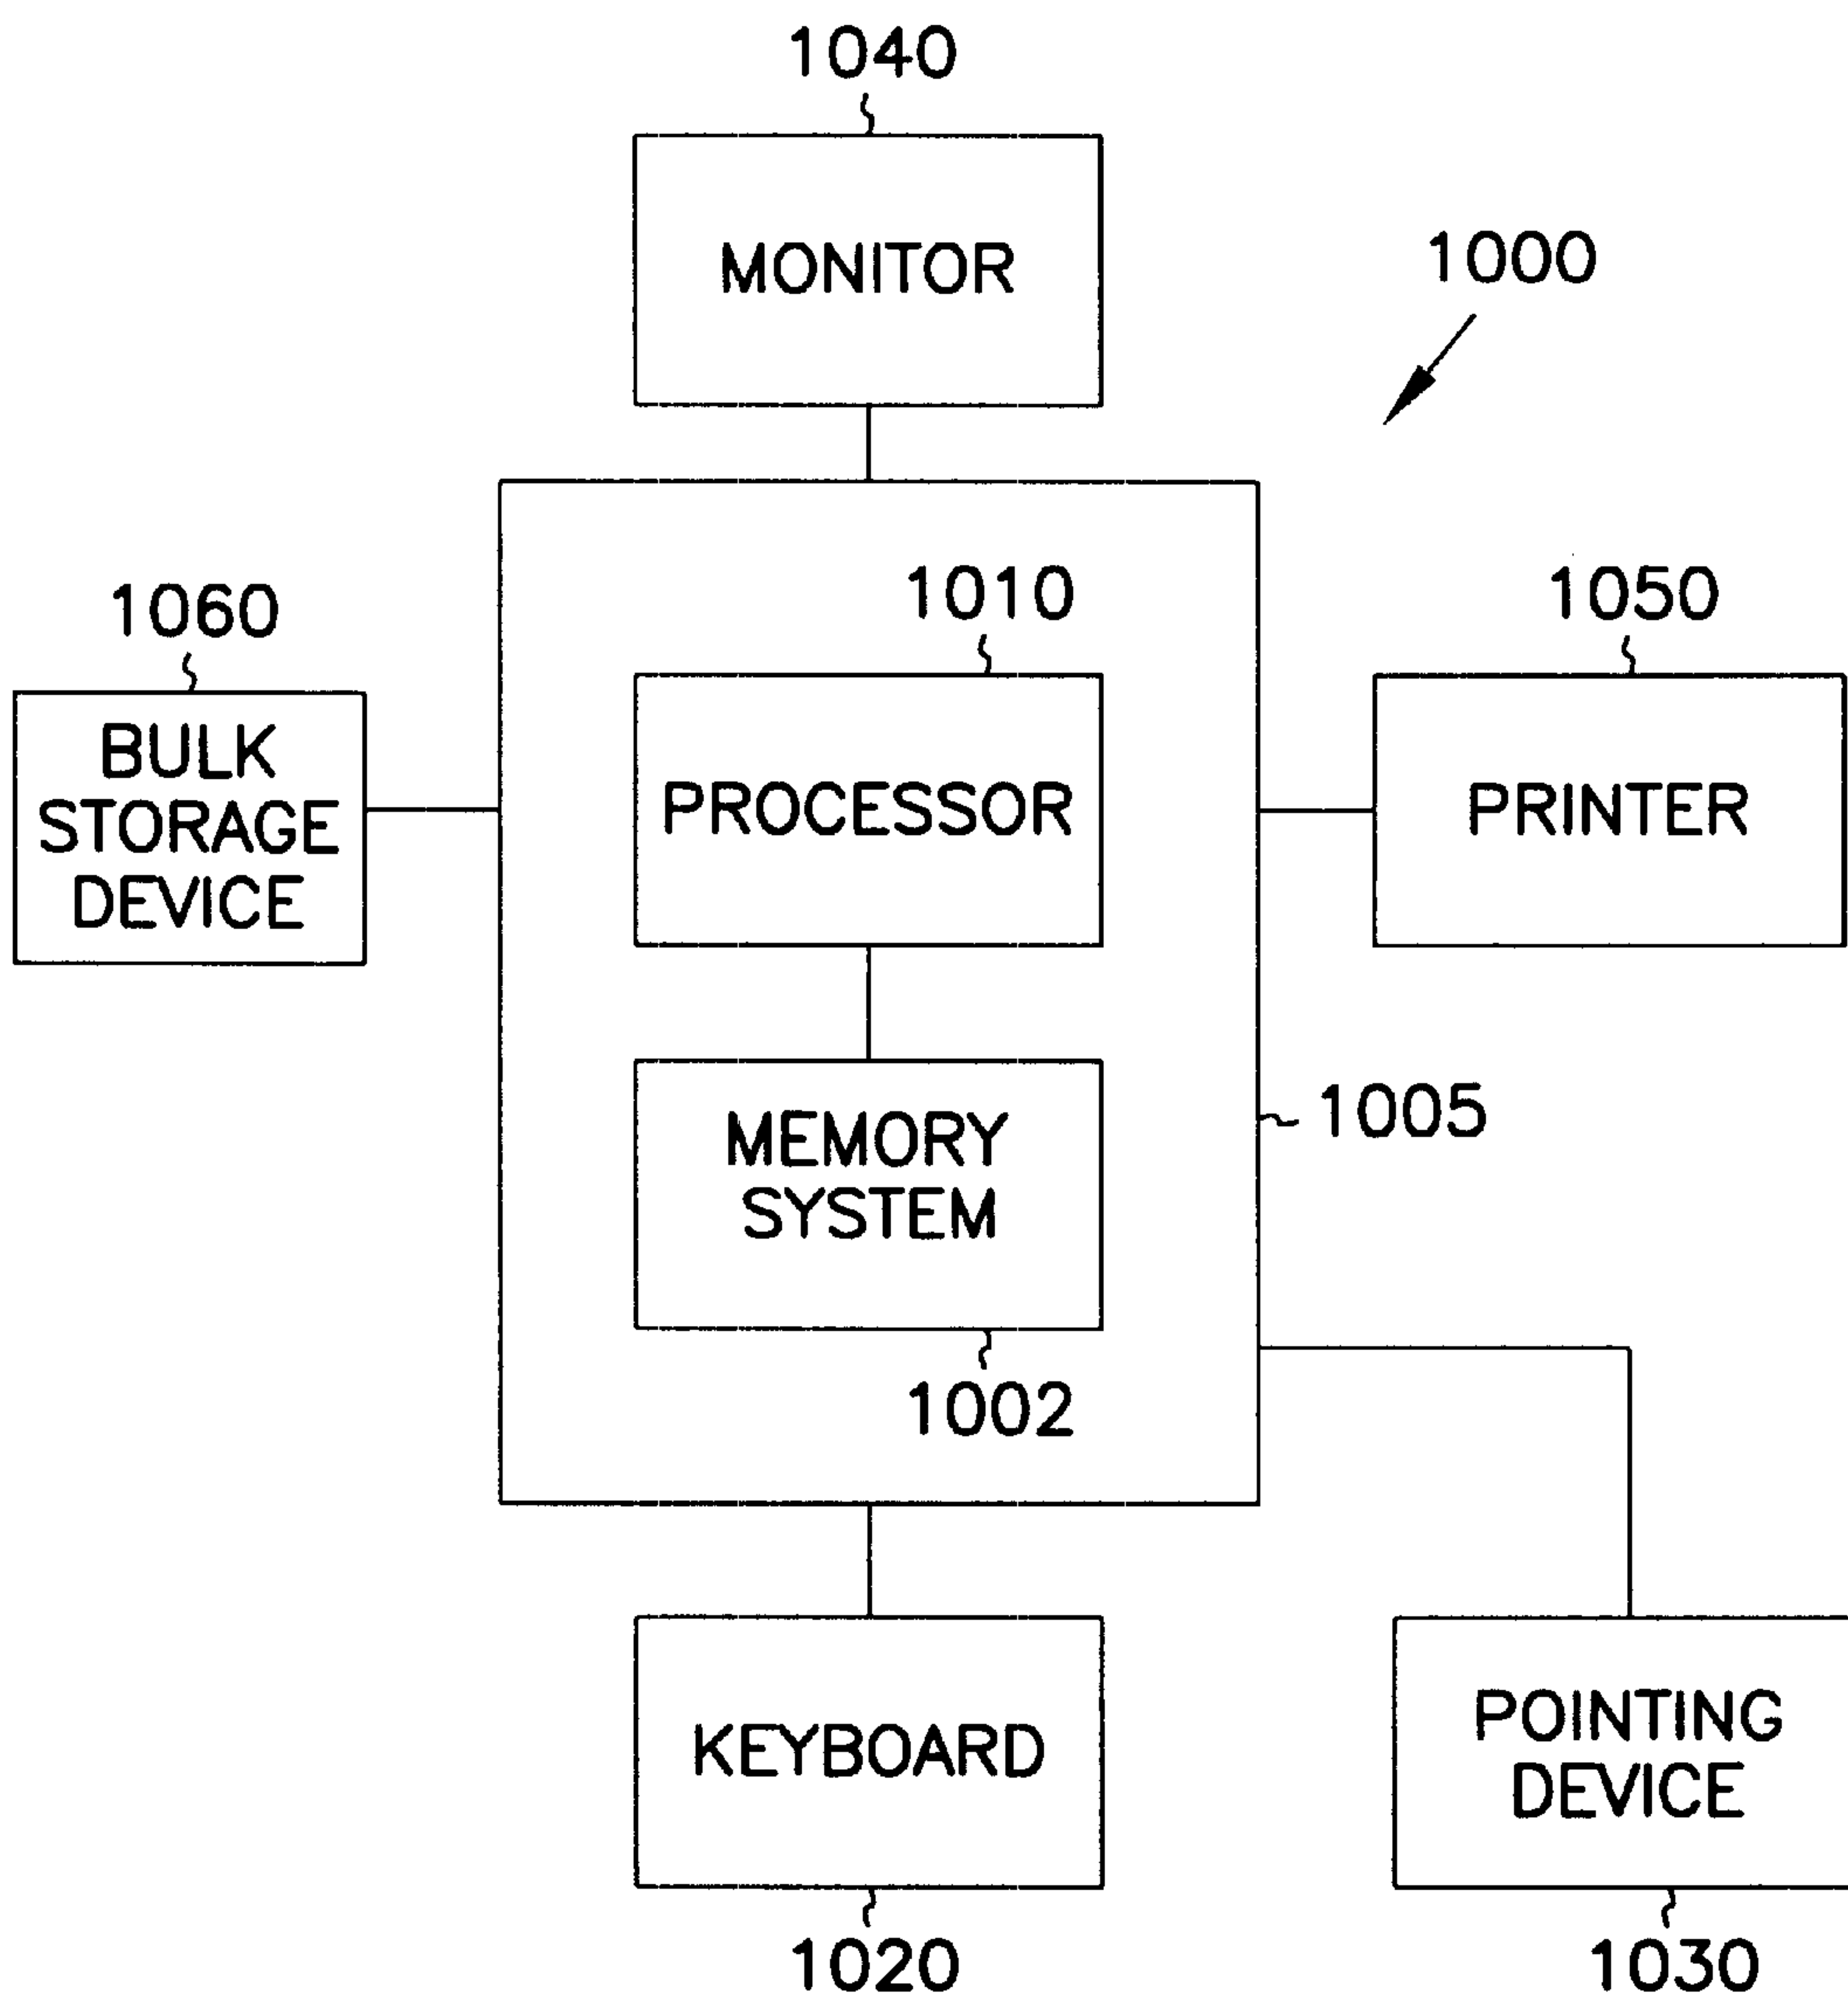 1040
MONITOR
1000
1060
BULK
STORAGE
DEVICE
1010
PROCESSOR
1050
PRINTER
MEMORY
SYSTEM
1005
1002
KEYBOARD
1020
POINTING
DEVICE
1030